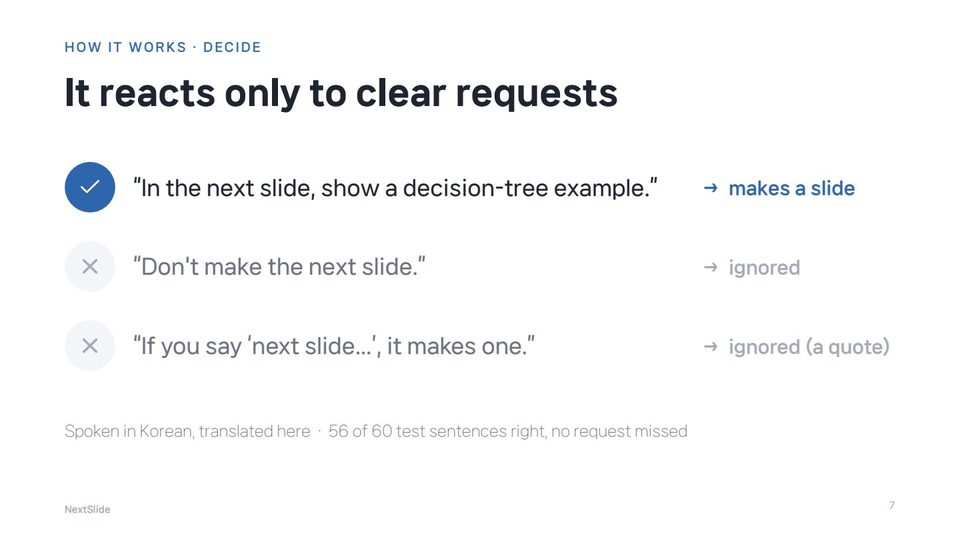 HOW IT WORKS · DECIDE
It reacts only to clear requests
“In the next slide, show a decision-tree example.” → makes a slide
“Don't make the next slide.” → ignored
“If you say ‘next slide…’, it makes one.” → ignored (a quote)
Spoken in Korean, translated here · 56 of 60 test sentences right, no request missed
NextSlide
7